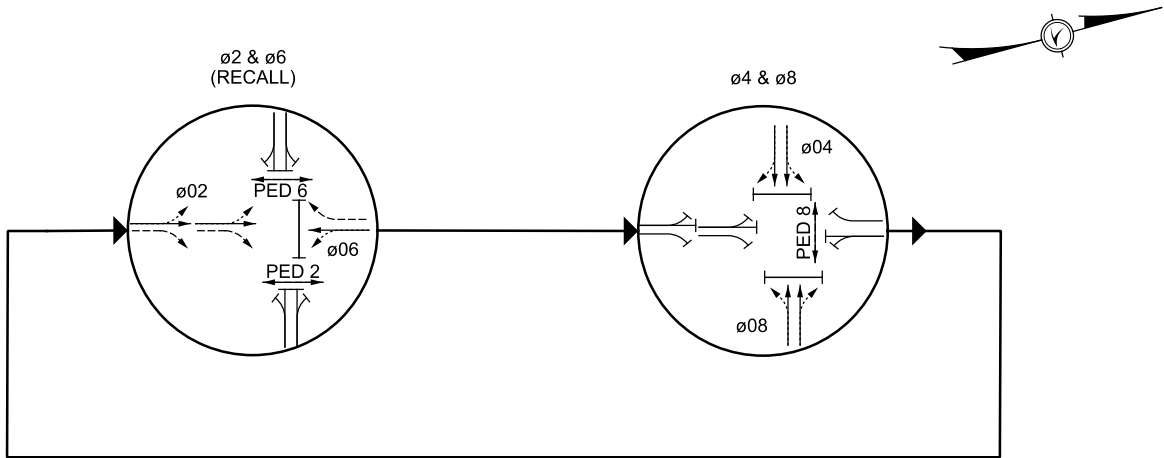 ø2 & ø6
(RECALL)
ø02
PED 6
ø06
PED 2
ø4 & ø8
ø04
PED 8
ø08